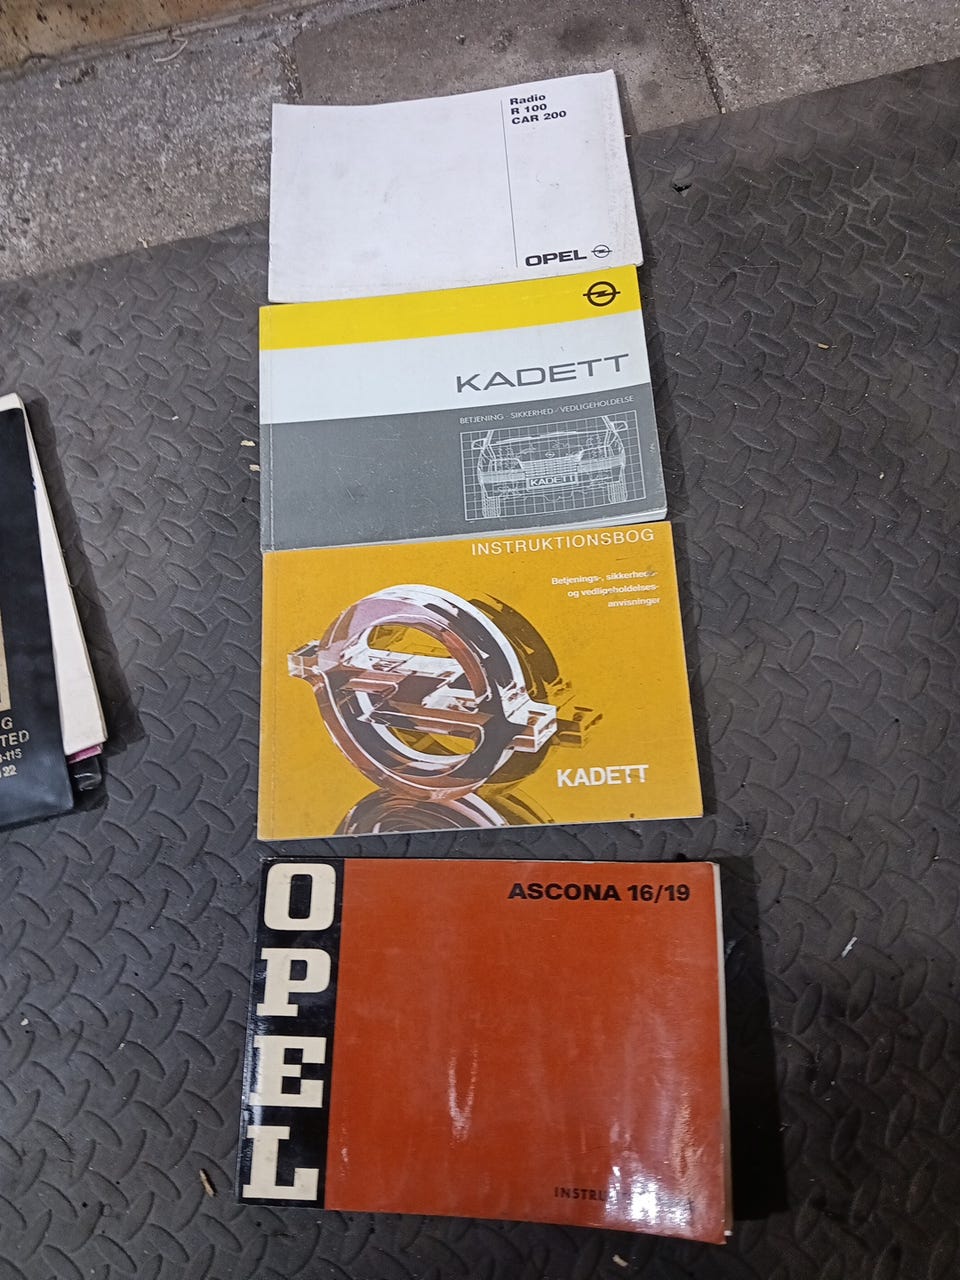 Radio
R 100
CAR 200
OPEL
KADETT
BETJENING - SIKKERHED - VEDLIGEHOLDELSE
KADETT
INSTRUKTIONSBOG
Betjenings-, sikkerheds-
og vedligeholdelses-
anvisninger
KADETT
OPEL
ASCONA 16/19
G
TED